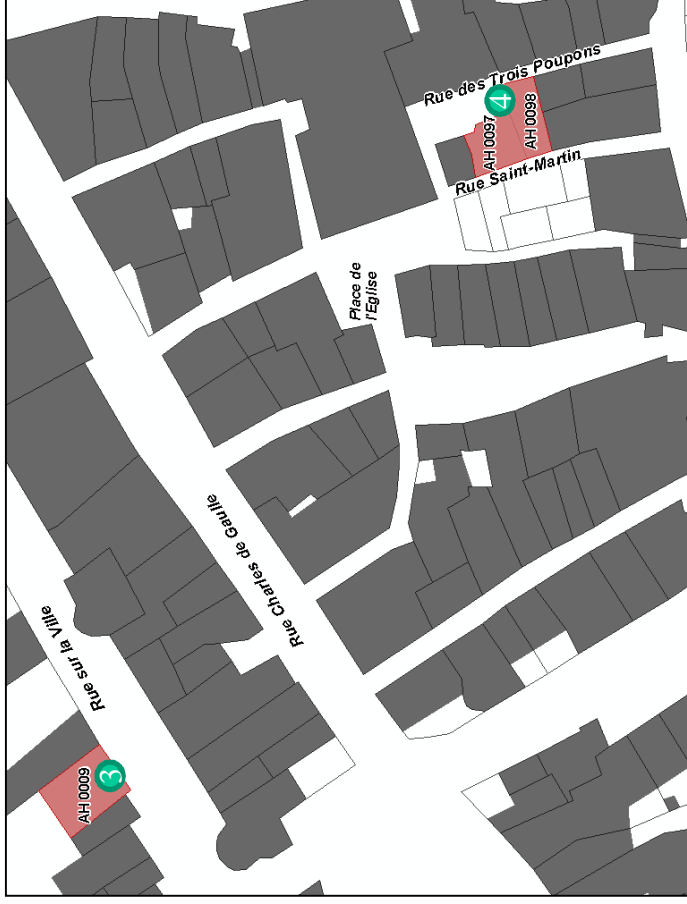 Rue des Trois Poupons
4
AH 0097
AH 0098
Rue Saint-Martin
Place de
l'Eglise
Rue Charles de Gaulle
Rue sur la Ville
3
AH 0009